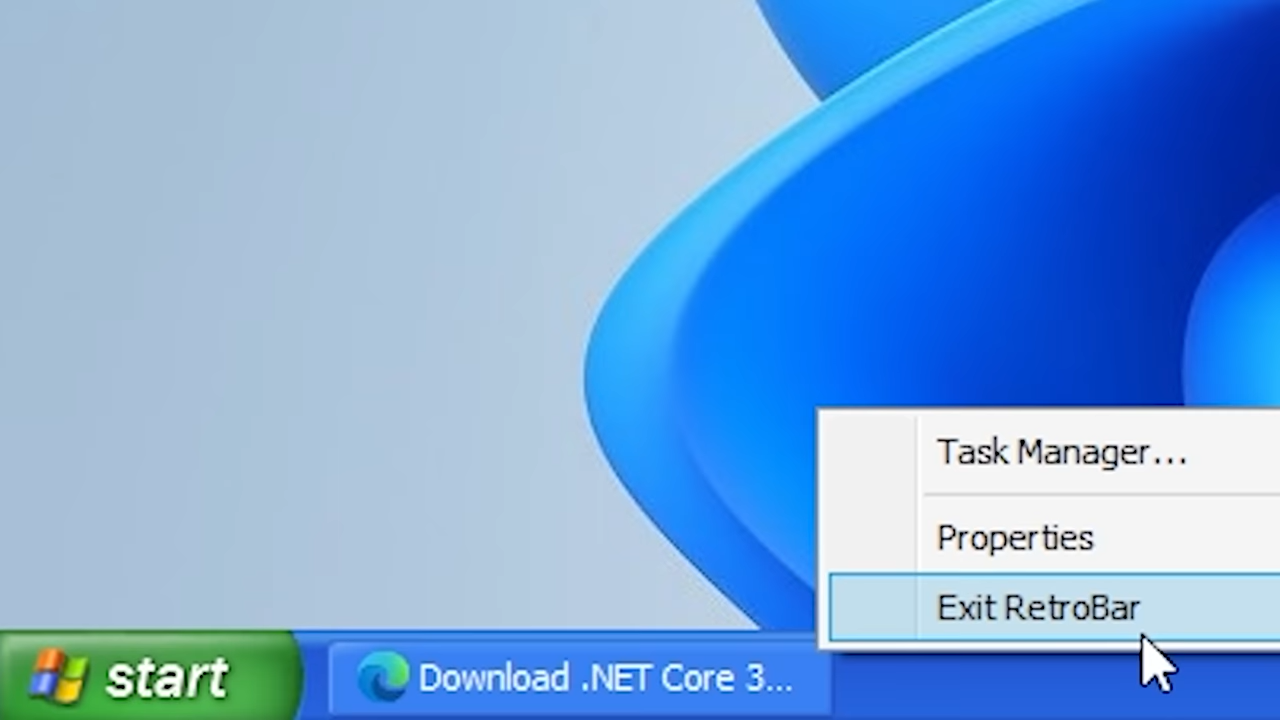 Task Manager...
Properties
Exit RetroBar
start
Download .NET Core 3...